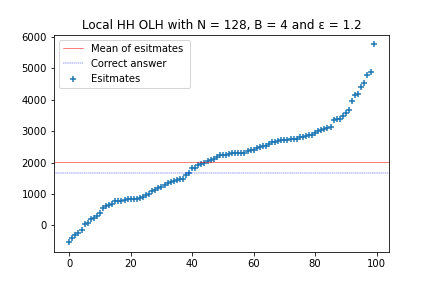 Local HH OLH with N = 128, B = 4 and ε = 1.2
6000
5000
4000
3000
2000
1000
0
Mean of esitmates
Correct answer
Esitmates
0 20 40 60 80 100